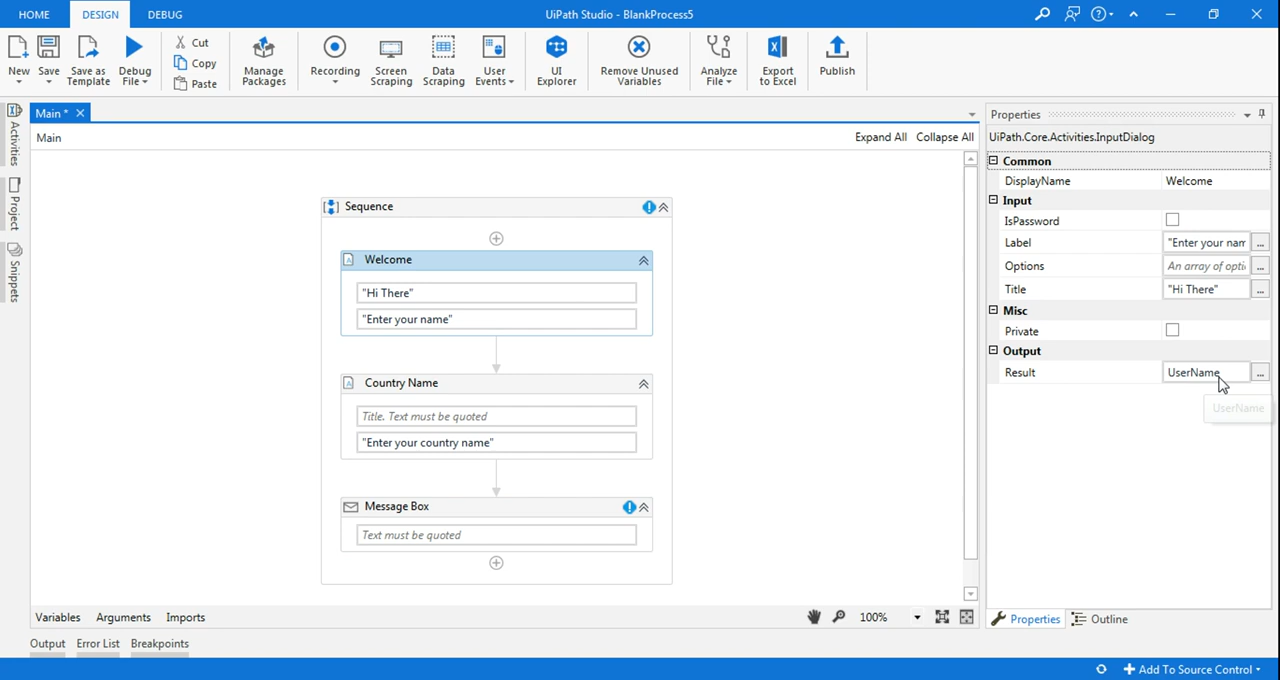 HOME DESIGN DEBUG UiPath Studio - BlankProcess5
New Save Save as Template Debug File Cut Copy Paste Manage Packages Recording Screen Scraping Data Scraping User Events UI Explorer Remove Unused Variables Analyze File Export to Excel Publish
Main * Properties
Main Expand All Collapse All UiPath.Core.Activities.InputDialog
Activities
Project
Snippets
Sequence
Welcome
"Hi There"
"Enter your name"
Country Name
Title. Text must be quoted
"Enter your country name"
Message Box
Text must be quoted
Common
DisplayName Welcome
Input
IsPassword
Label "Enter your nam ...
Options An array of opti ...
Title "Hi There" ...
Misc
Private
Output
Result UserName ...
UserName
Variables Arguments Imports 100% Properties Outline
Output Error List Breakpoints
Add To Source Control